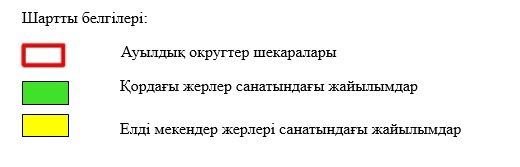 Шартты белгілері:
Ауылдық округтер шекаралары
Қордағы жерлер санатындағы жайылымдар
Елді мекендер жерлері санатындағы жайылымдар